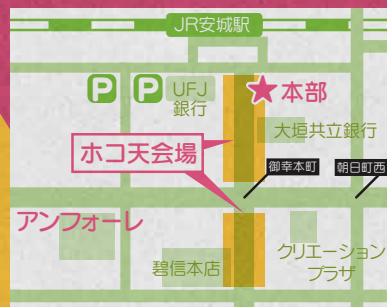 JR安城駅
P
P
UFJ
銀行
本部
大垣共立銀行
ホコ天会場
御幸本町
朝日町西
アンフォーレ
碧信本店
クリエーション
プラザ